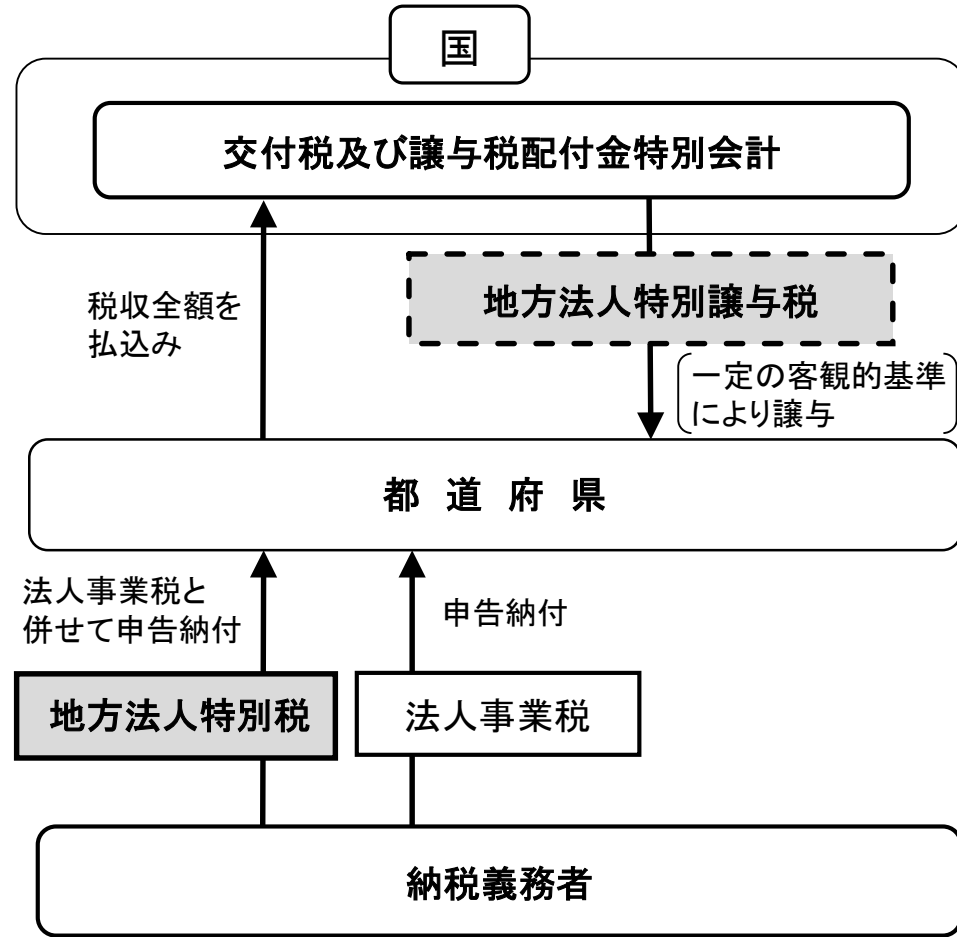 国
交付税及び譲与税配付金特別会計
税収全額を
払込み
地方法人特別譲与税
一定の客観的基準
により譲与
都道府県
法人事業税と
併せて申告納付
申告納付
地方法人特別税
法人事業税
納税義務者